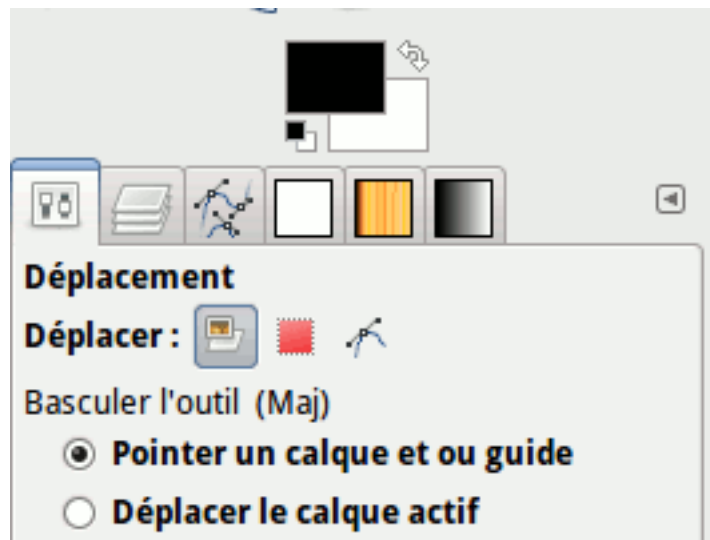 Déplacement
Déplacer :
Basculer l'outil (Maj)
Pointer un calque et ou guide
Déplacer le calque actif